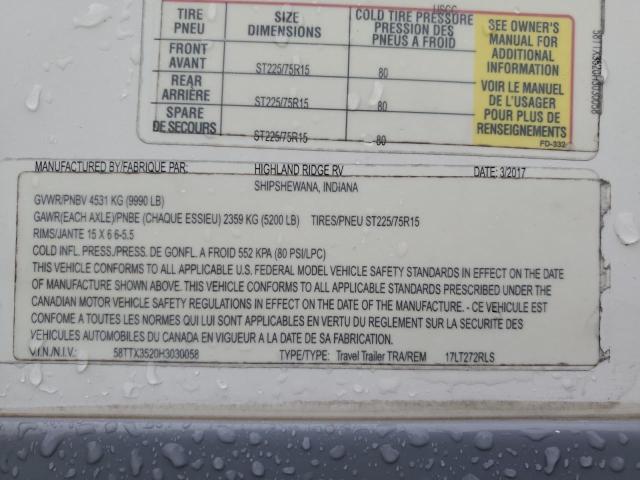 USCC
TIRE PNEU SIZE DIMENSIONS COLD TIRE PRESSURE PRESSION DES PNEUS A FROID
FRONT AVANT ST225/75R15 80
REAR ARRIÈRE ST225/75R15 80
SPARE DE SECOURS ST225/75R15 80
SEE OWNER'S
MANUAL FOR
ADDITIONAL
INFORMATION
VOIR LE MANUEL
DE L'USAGER
POUR PLUS DE
RENSEIGNEMENTS
FD-332
MANUFACTURED BY/FABRIQUE PAR: HIGHLAND RIDGE RV DATE: 3/2017
SHIPSHEWANA, INDIANA
GVWR/PNBV 4531 KG (9990 LB)
GAWR(EACH AXLE)/PNBE (CHAQUE ESSIEU) 2359 KG (5200 LB) TIRES/PNEU ST225/75R15
RIMS/JANTE 15 X 6 6-5.5
COLD INFL. PRESS./PRESS. DE GONFL. A FROID 552 KPA (80 PSI/LPC)
THIS VEHICLE CONFORMS TO ALL APPLICABLE U.S. FEDERAL MODEL VEHICLE SAFETY STANDARDS IN EFFECT ON THE DATE
OF MANUFACTURE SHOWN ABOVE. THIS VEHICLE CONFORMS TO ALL APPLICABLE STANDARDS PRESCRIBED UNDER THE
CANADIAN MOTOR VEHICLE SAFETY REGULATIONS IN EFFECT ON THE DATE OF THE MANUFACTURE. - CE VEHICULE EST
CONFOME A TOUTES LES NORMES QUI LUI SONT APPLICABLES EN VERTU DU REGLEMENT SUR LA SECURITE DES
VEHICULES AUTOMOBILES DU CANADA EN VIGUEUR A LA DATE DE SA FABRICATION.
V.I.N./N.I.V.: 58TTX3520H3030058 TYPE/TYPE: Travel Trailer TRA/REM 17LT272RLS